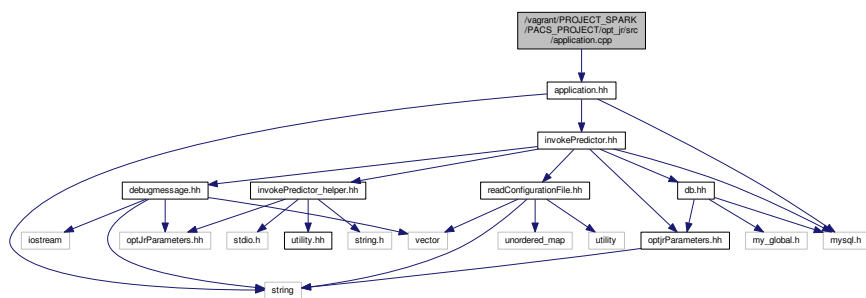 /vagrant/PROJECT_SPARK
/PACS_PROJECT/opt_jr/src
/application.cpp
application.hh
invokePredictor.hh
debugmessage.hh
invokePredictor_helper.hh
readConfigurationFile.hh
db.hh
iostream
optJrParameters.hh
stdio.h
utility.hh
string.h
vector
unordered_map
utility
optjrParameters.hh
my_global.h
mysql.h
string